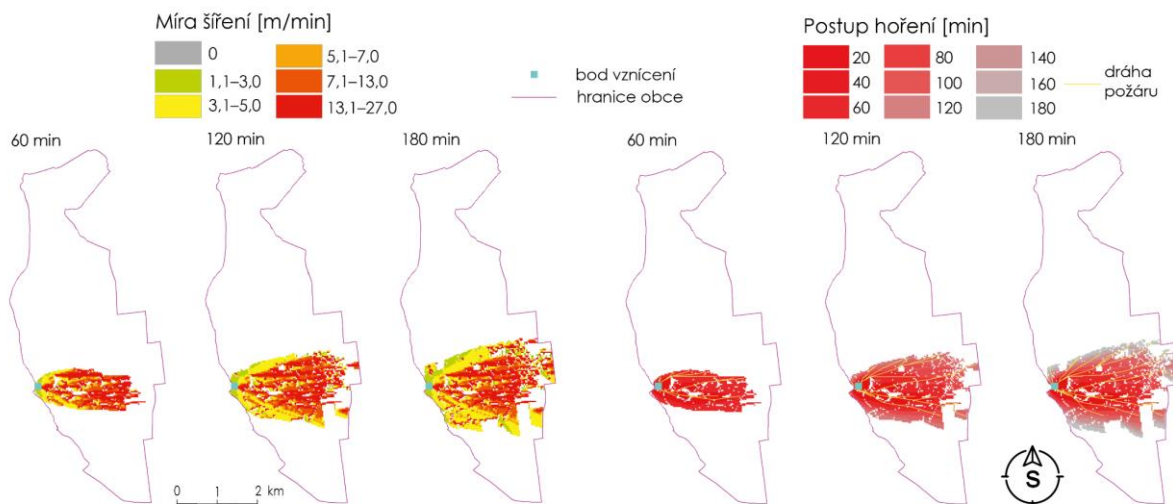 Míra šíření [m/min]
0
1,1–3,0
3,1–5,0
5,1–7,0
7,1–13,0
13,1–27,0
bod vznícení
hranice obce
Postup hoření [min]
20
40
60
80
100
120
140
160
180
dráha
požáru
60 min
120 min
180 min
60 min
120 min
180 min
0 1 2 km
S